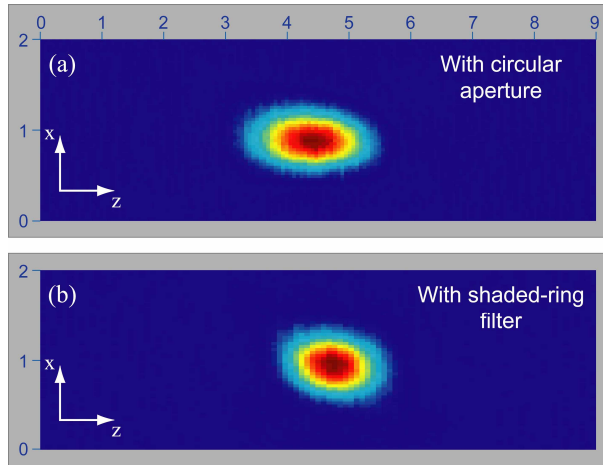 0 1 2 3 4 5 6 7 8 9
2
(a)
With circular
aperture
1
x
z
0
2
(b)
With shaded-ring
filter
1
x
z
0